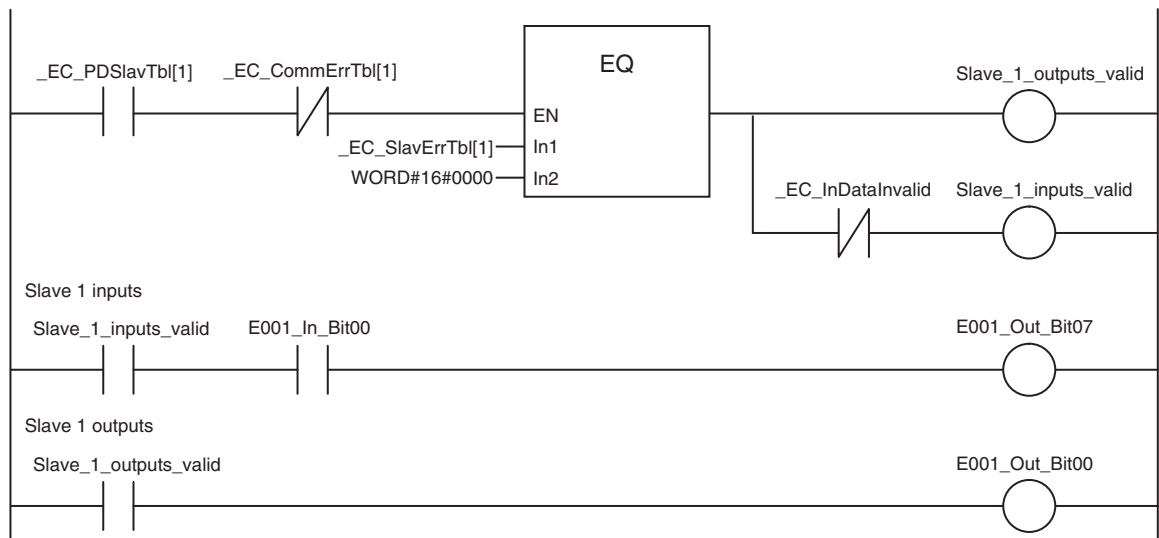 EQ
_EC_PDSlavTbl[1] _EC_CommErrTbl[1] Slave_1_outputs_valid
EN
_EC_SlavErrTbl[1] In1
WORD#16#0000 In2
_EC_InDataInvalid Slave_1_inputs_valid
Slave 1 inputs
Slave_1_inputs_valid E001_In_Bit00 E001_Out_Bit07
Slave 1 outputs
Slave_1_outputs_valid E001_Out_Bit00